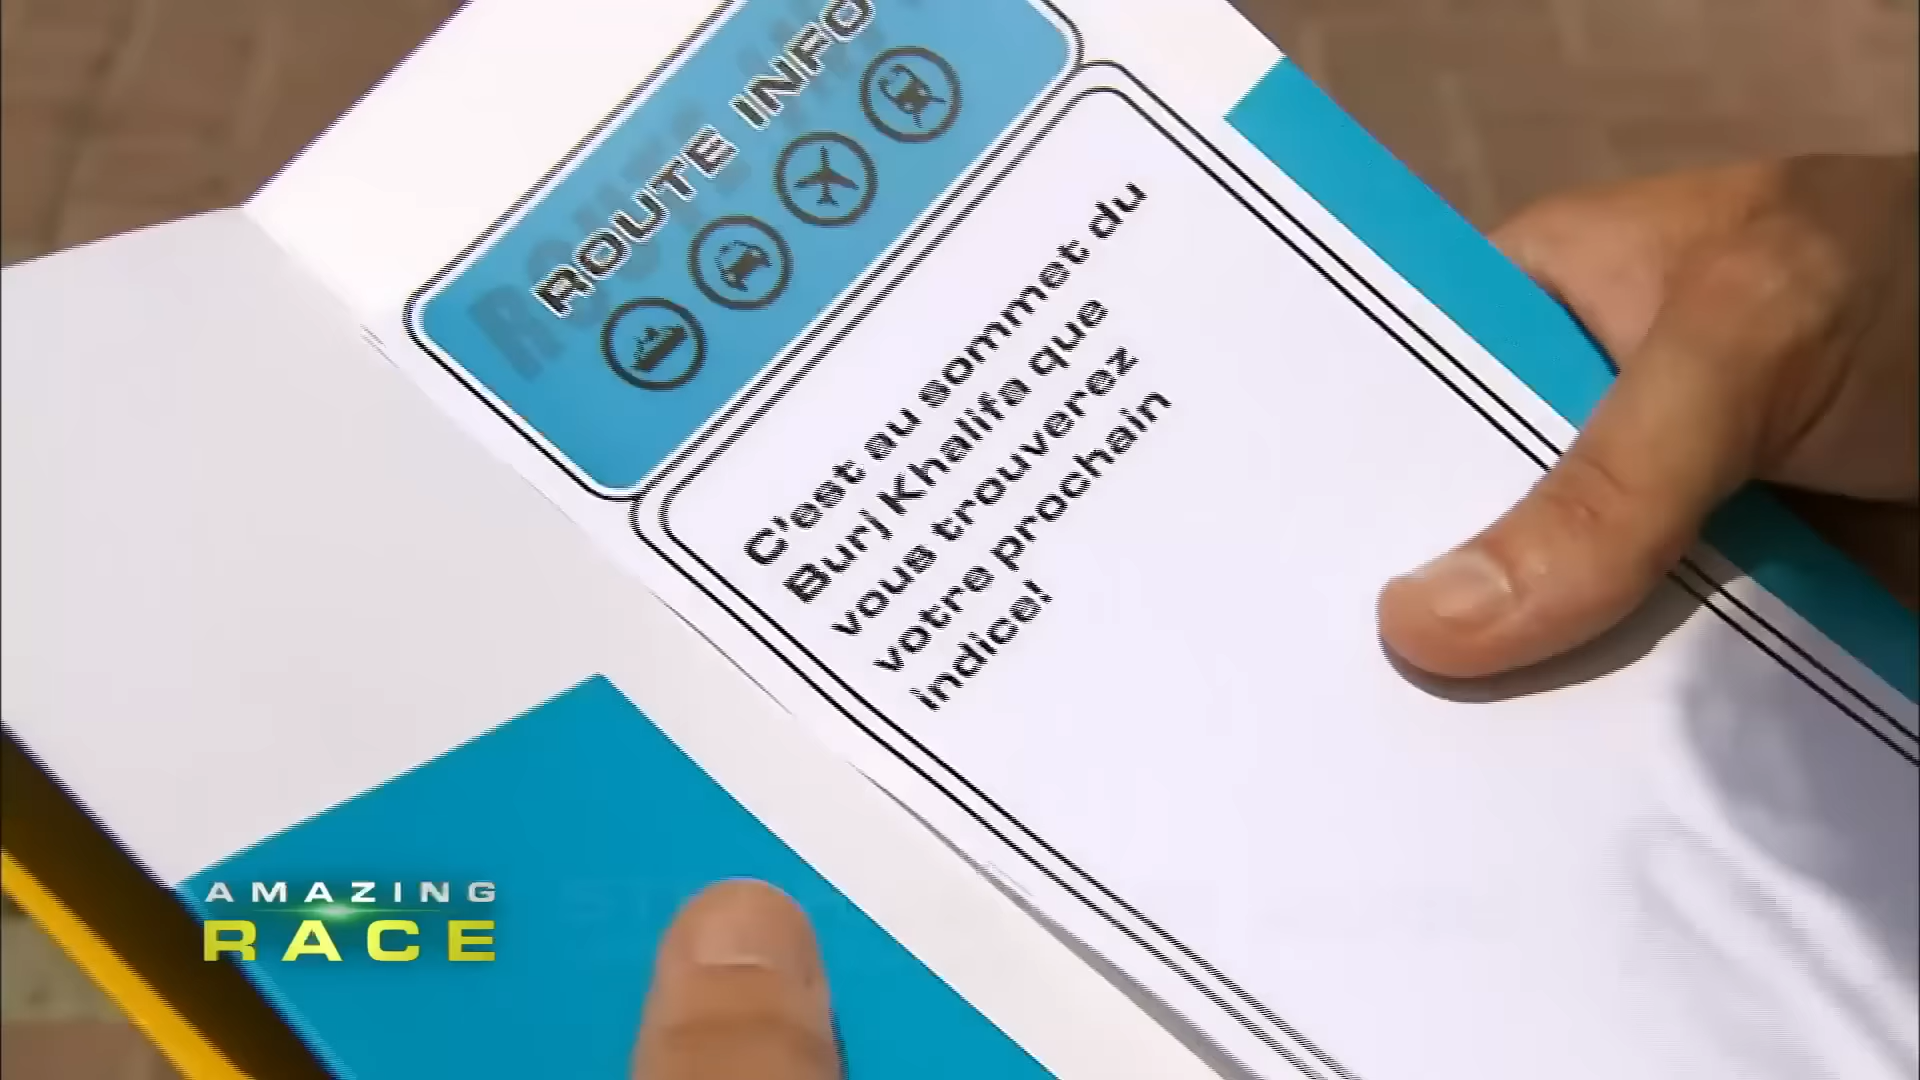 ROUTE INFO
C'est au sommet du
Burj Khalifa que
vous trouverez
votre prochain
indice!
AMAZING
RACE